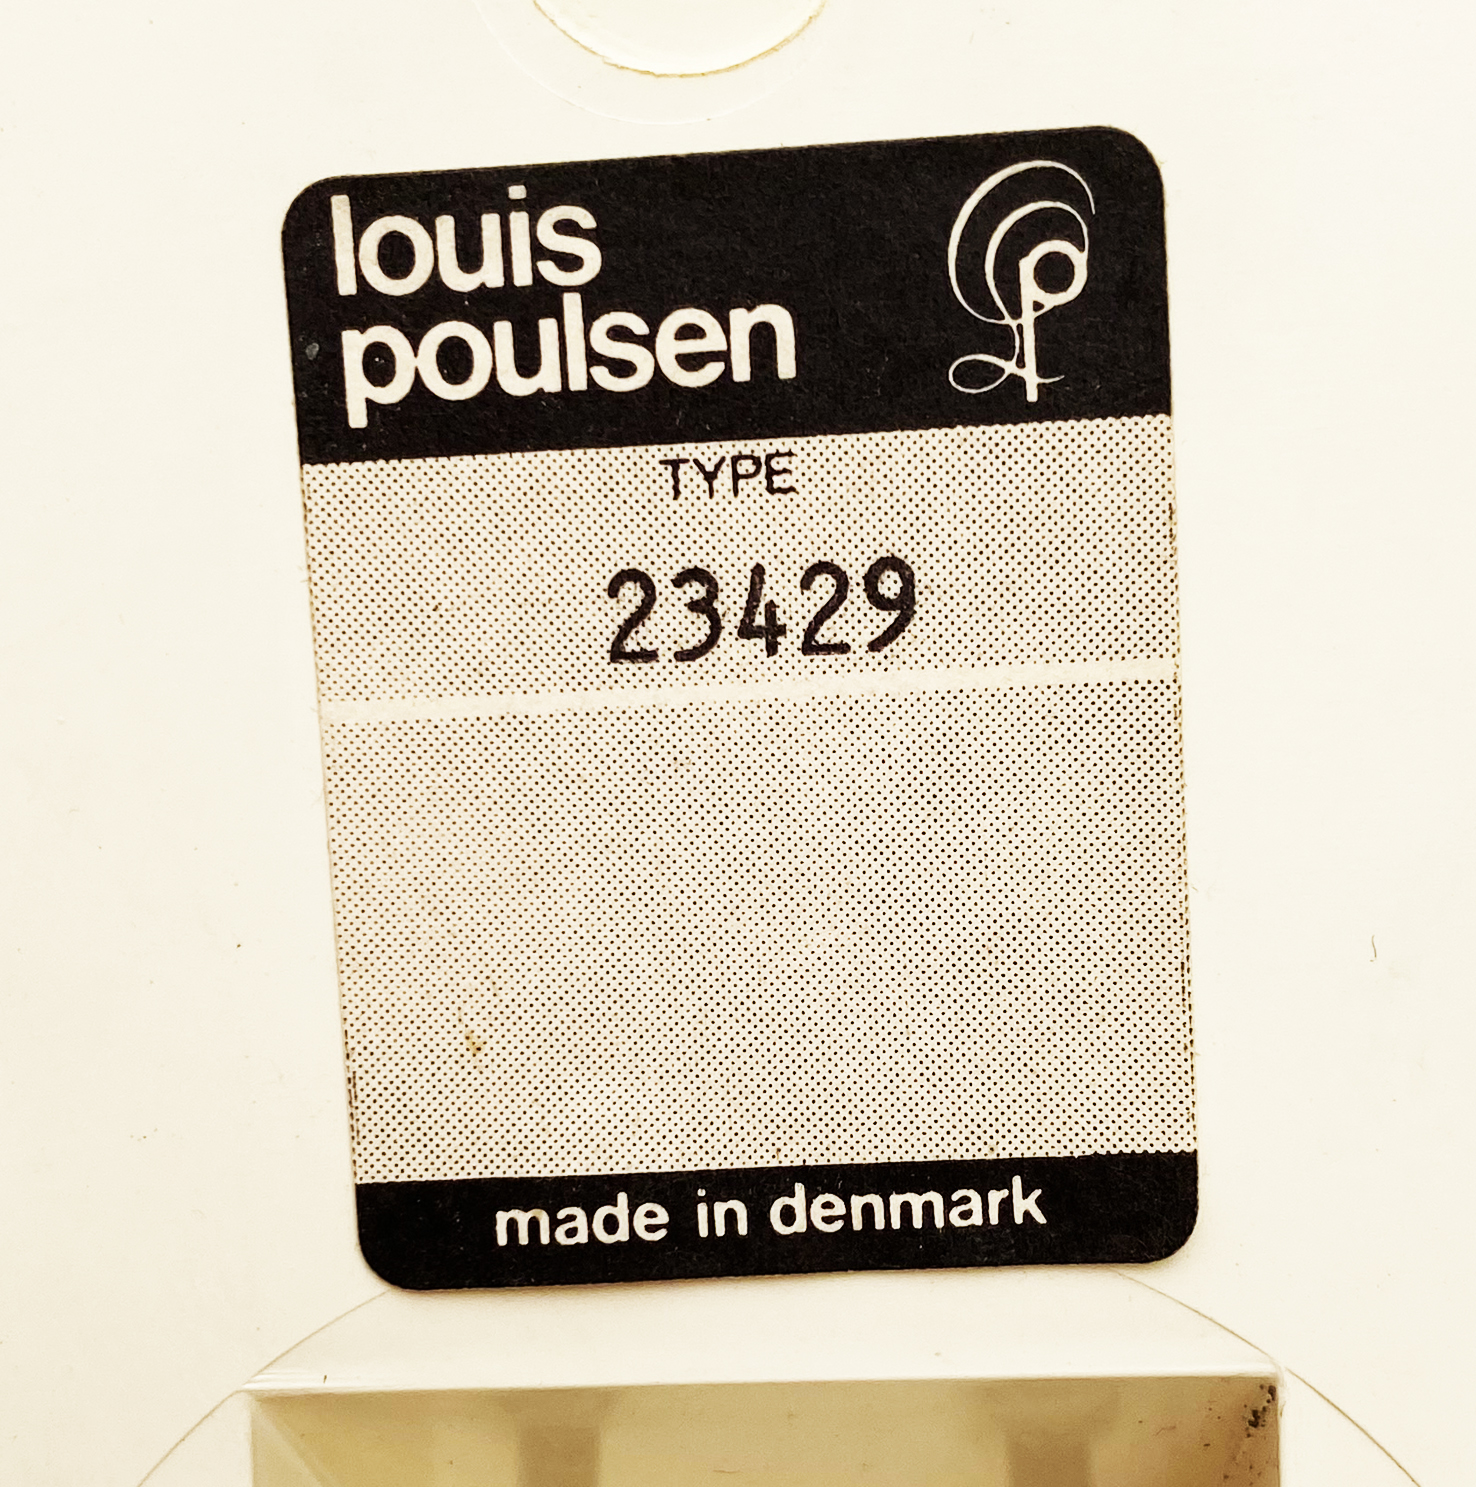 louis
poulsen
TYPE
23429
made in denmark